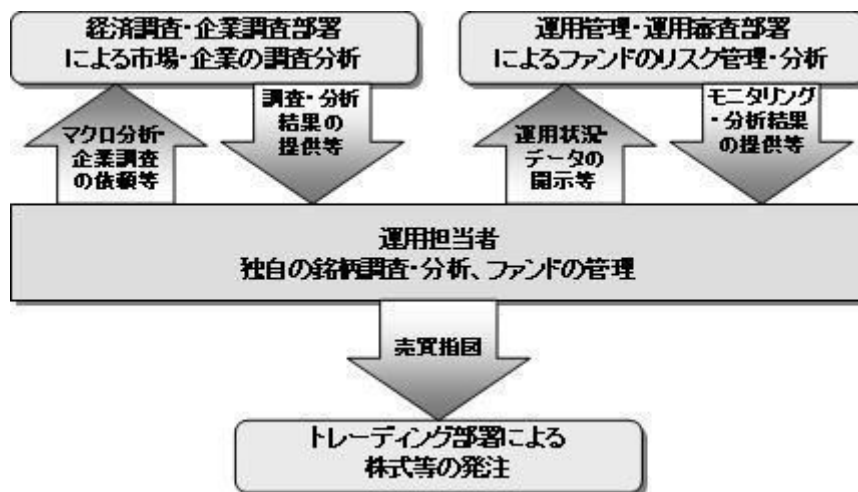 経済調査・企業調査部署
による市場・企業の調査分析
運用管理・運用審査部署
によるファンドのリスク管理・分析
マクロ分析・
企業調査
の依頼等
調査・分析
結果の
提供等
運用状況・
データの
開示等
モニタリング
・分析結果
の提供等
運用担当者
独自の銘柄調査・分析、ファンドの管理
売買指図
トレーディング部署による
株式等の発注